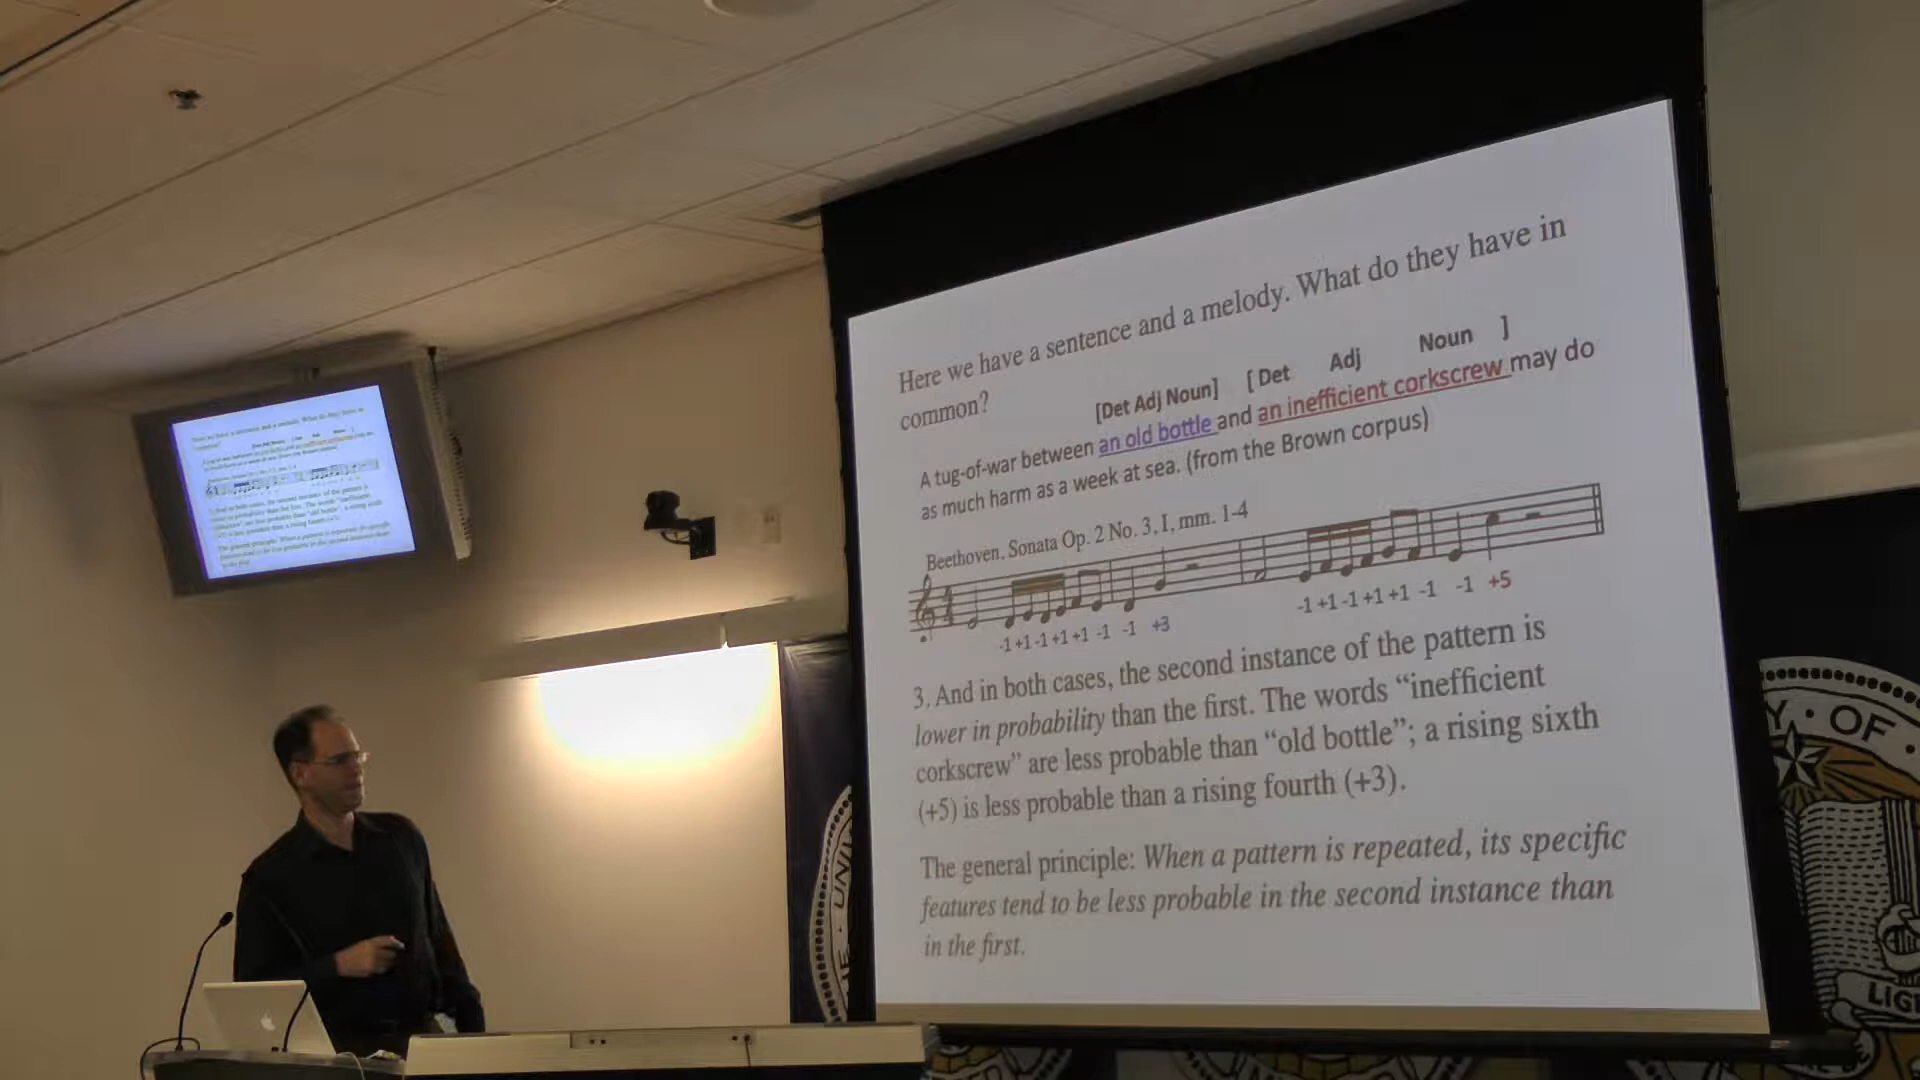 Here we have a sentence and a melody. What do they have in
common?
[Det Adj Noun] [ Det Adj Noun ]
A tug-of-war between an old bottle and an inefficient corkscrew may do
as much harm as a week at sea. (from the Brown corpus)
Beethoven, Sonata Op. 2 No. 3, I, mm. 1-4
-1 +1 -1 +1 +1 -1 -1 +3 -1 +1 -1 +1 +1 -1 -1 +5
3. And in both cases, the second instance of the pattern is
lower in probability than the first. The words “inefficient
corkscrew” are less probable than “old bottle”; a rising sixth
(+5) is less probable than a rising fourth (+3).
The general principle: When a pattern is repeated, its specific
features tend to be less probable in the second instance than
in the first.
Y · OF ·